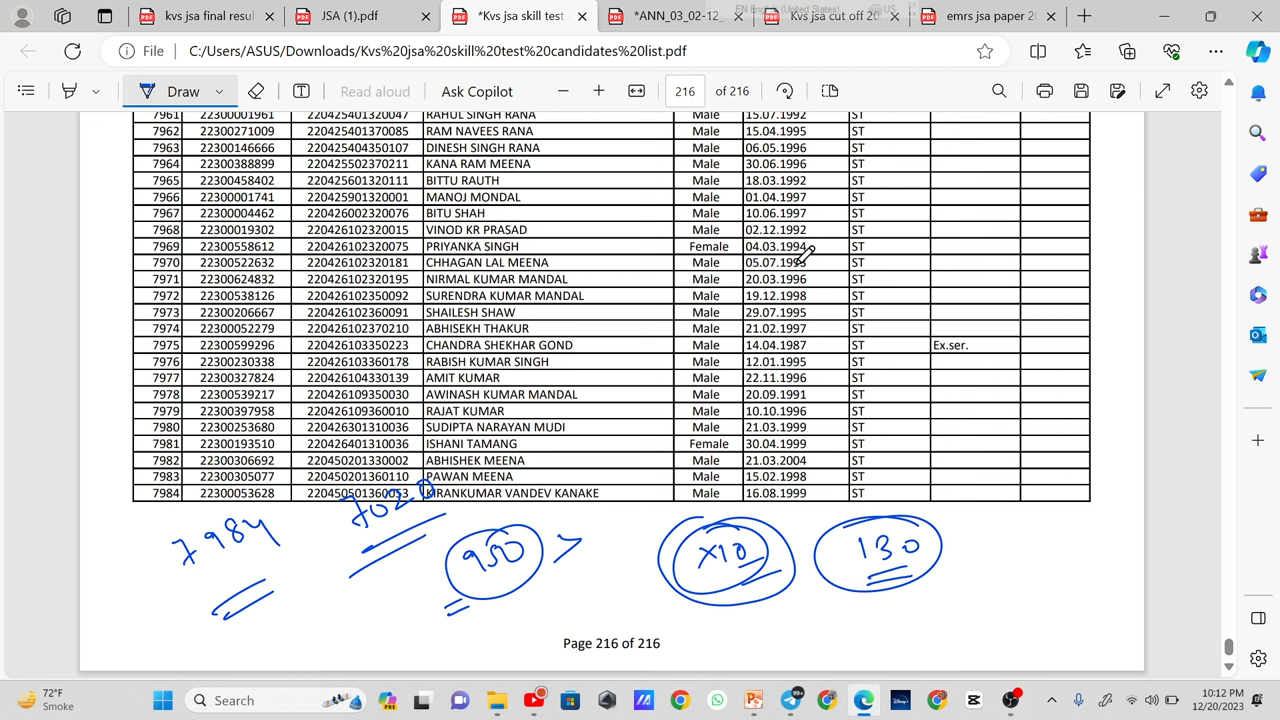 EN English
US
kvs jsa final result
JSA (1).pdf
*Kvs jsa skill test
*ANN_03_02-13-
Kvs jsa cut off 20
emrs jsa paper 20
File
C:/Users/ASUS/Downloads/Kvs%20jsa%20skill%20test%20candidates%20list.pdf
Draw
Read aloud
Ask Copilot
216 of 216
7961 22300001961 220425401320047 RAHUL SINGH RANA Male 15.07.1992 ST
7962 22300271009 220425401370085 RAM NAVEES RANA Male 15.04.1995 ST
7963 22300146666 220425404350107 DINESH SINGH RANA Male 06.05.1996 ST
7964 22300388899 220425502370211 KANA RAM MEENA Male 30.06.1996 ST
7965 22300458402 220425601320111 BITTU RAUTH Male 18.03.1992 ST
7966 22300001741 220425901320001 MANOJ MONDAL Male 01.04.1997 ST
7967 22300004462 220426002320076 BITU SHAH Male 10.06.1997 ST
7968 22300019302 220426102320015 VINOD KR PRASAD Male 02.12.1992 ST
7969 22300558612 220426102320075 PRIYANKA SINGH Female 04.03.1994 ST
7970 22300522632 220426102320181 CHHAGAN LAL MEENA Male ST
7971 22300624832 220426102320195 NIRMAL KUMAR MANDAL Male 20.03.1996 ST
7972 22300538126 220426102350092 SURENDRA KUMAR MANDAL Male 19.12.1998 ST
7973 22300206667 220426102360091 SHAILESH SHAW Male 29.07.1995 ST
7974 22300052279 220426102370210 ABHISEKH THAKUR Male 21.02.1997 ST
7975 22300599296 220426103350223 CHANDRA SHEKHAR GOND Male 14.04.1987 ST Ex.ser.
7976 22300230338 220426103360178 RABISH KUMAR SINGH Male 12.01.1995 ST
7977 22300327824 220426104330139 AMIT KUMAR Male 22.11.1996 ST
7978 22300539217 220426109350030 AWINASH KUMAR MANDAL Male 20.09.1991 ST
7979 22300397958 220426109360010 RAJAT KUMAR Male 10.10.1996 ST
7980 22300253680 220426301310036 SUDIPTA NARAYAN MUDI Male 21.03.1999 ST
7981 22300193510 220426401310036 ISHANI TAMANG Female 30.04.1999 ST
7982 22300306692 220450201330002 ABHISHEK MEENA Male 21.03.2004 ST
7983 22300305077 220450201360110 PAWAN MEENA Male 15.02.1998 ST
7984 22300053628 220450501360053 KIRANKUMAR VANDEV KANAKE Male 16.08.1999 ST
7984 7020 950 > x10 130
Page 216 of 216
72°F
Smoke
Search
PRE
99+
10:12 PM
12/20/2023